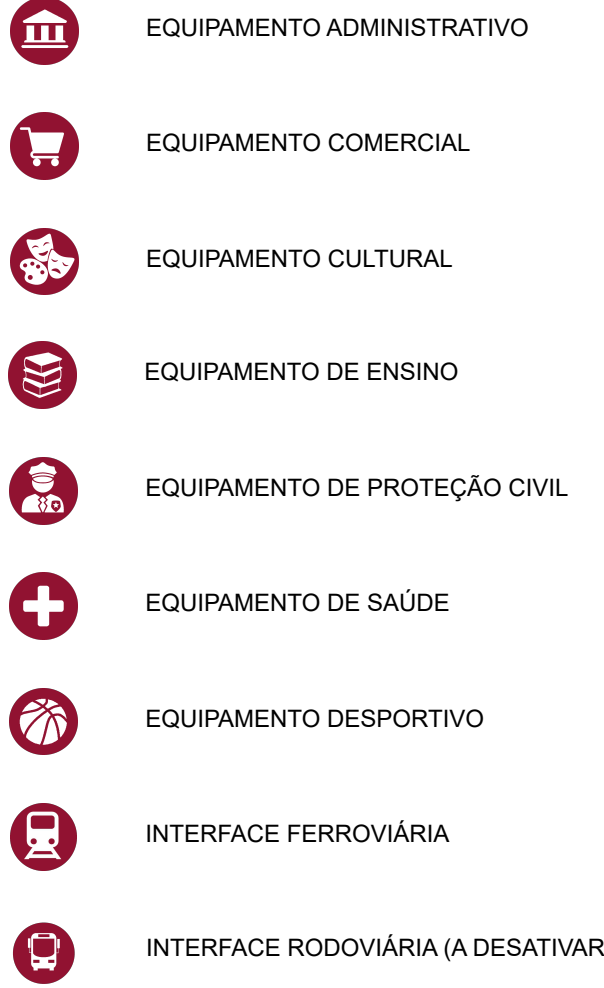 EQUIPAMENTO ADMINISTRATIVO
EQUIPAMENTO COMERCIAL
EQUIPAMENTO CULTURAL
EQUIPAMENTO DE ENSINO
EQUIPAMENTO DE PROTEÇÃO CIVIL
EQUIPAMENTO DE SAÚDE
EQUIPAMENTO DESPORTIVO
INTERFACE FERROVIÁRIA
INTERFACE RODOVIÁRIA (A DESATIVAR